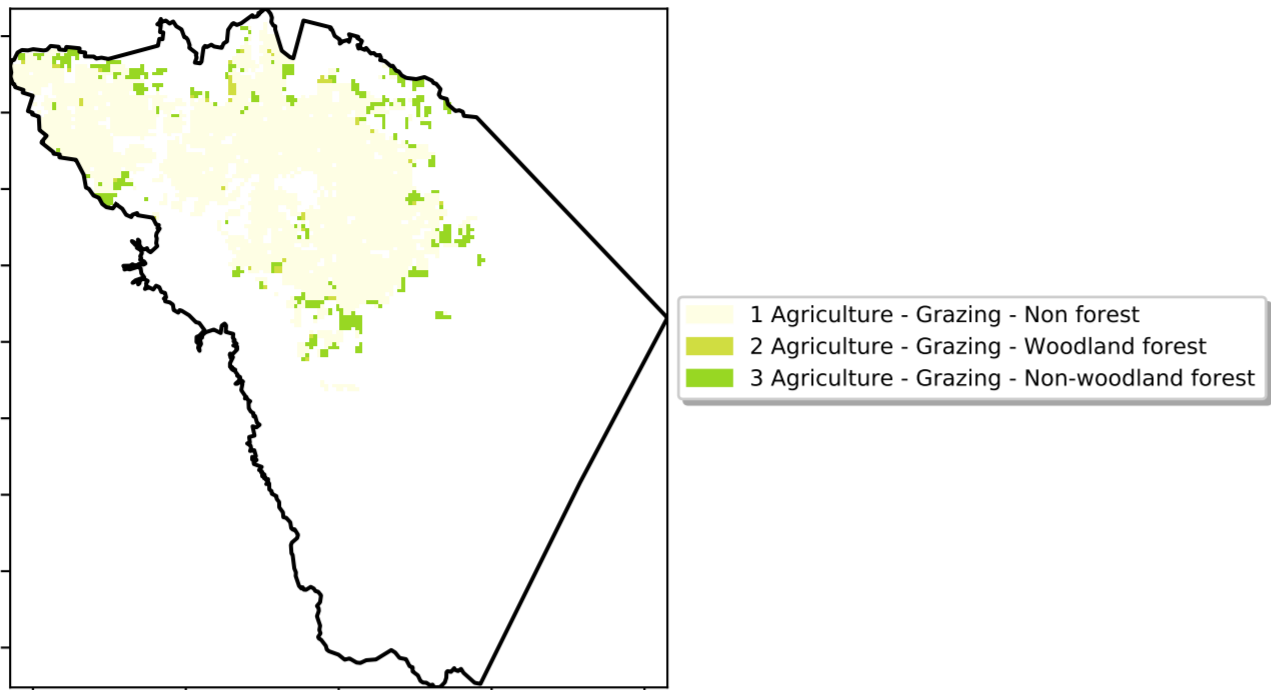 1 Agriculture - Grazing - Non forest
2 Agriculture - Grazing - Woodland forest
3 Agriculture - Grazing - Non-woodland forest